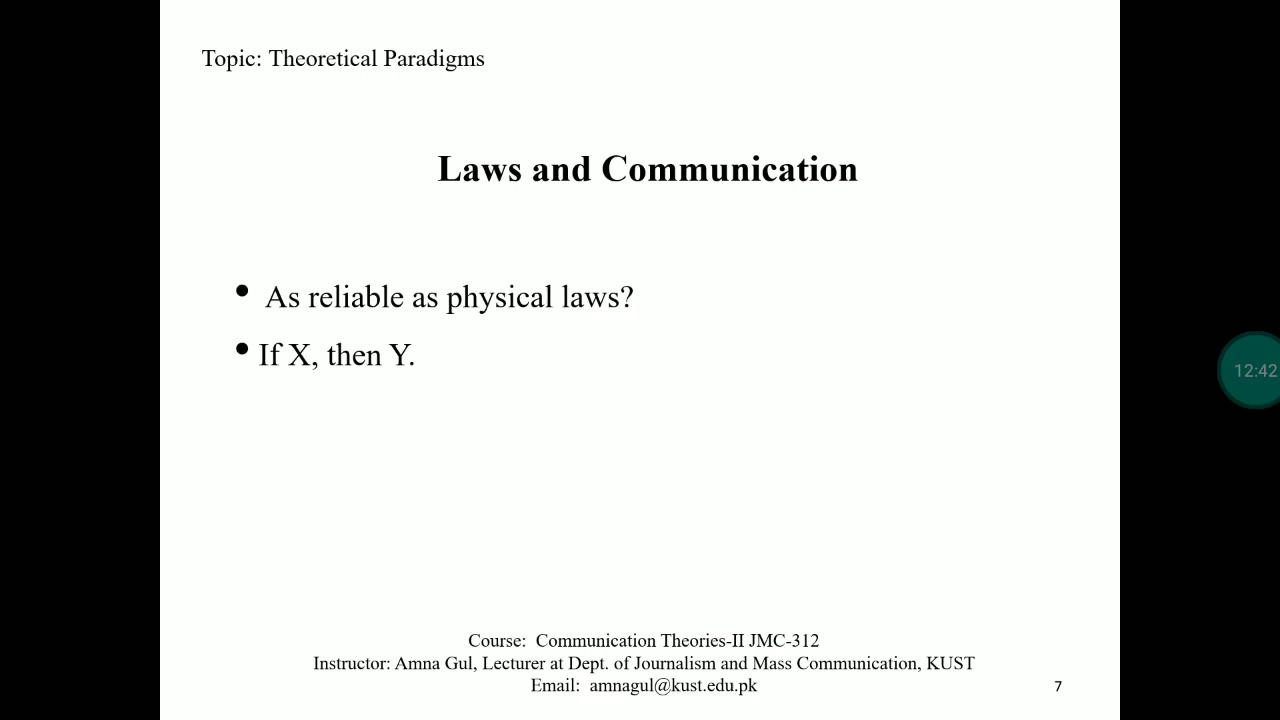 Topic: Theoretical Paradigms
Laws and Communication
• As reliable as physical laws?
• If X, then Y.
12:42
Course: Communication Theories-II JMC-312
Instructor: Amna Gul, Lecturer at Dept. of Journalism and Mass Communication, KUST
Email: amnagul@kust.edu.pk
7